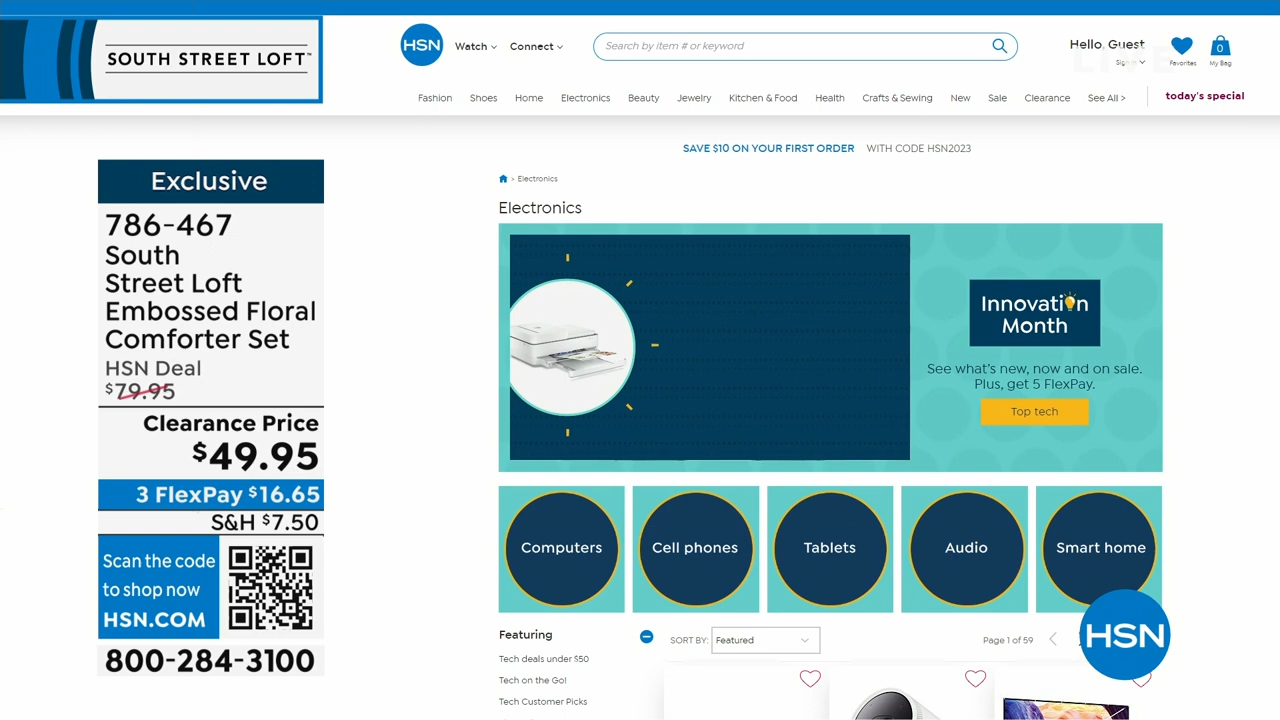 SOUTH STREET LOFT™
HSN
Watch
Connect
Search by item # or keyword
Hello, Guest
Sign In
LIVE
Favorites
0
My Bag
Fashion
Shoes
Home
Electronics
Beauty
Jewelry
Kitchen & Food
Health
Crafts & Sewing
New
Sale
Clearance
See All >
today's special
SAVE $10 ON YOUR FIRST ORDER WITH CODE HSN2023
> Electronics
Electronics
Exclusive
786-467
South
Street Loft
Embossed Floral
Comforter Set
HSN Deal
$79.95
Clearance Price
$49.95
3 FlexPay $16.65
S&H $7.50
Scan the code
to shop now
HSN.COM
800-284-3100
Innovation
Month
See what's new, now and on sale.
Plus, get 5 FlexPay.
Top tech
Computers
Cell phones
Tablets
Audio
Smart home
Featuring
Tech deals under $50
Tech on the Go!
Tech Customer Picks
SORT BY: Featured
Page 1 of 59
HSN